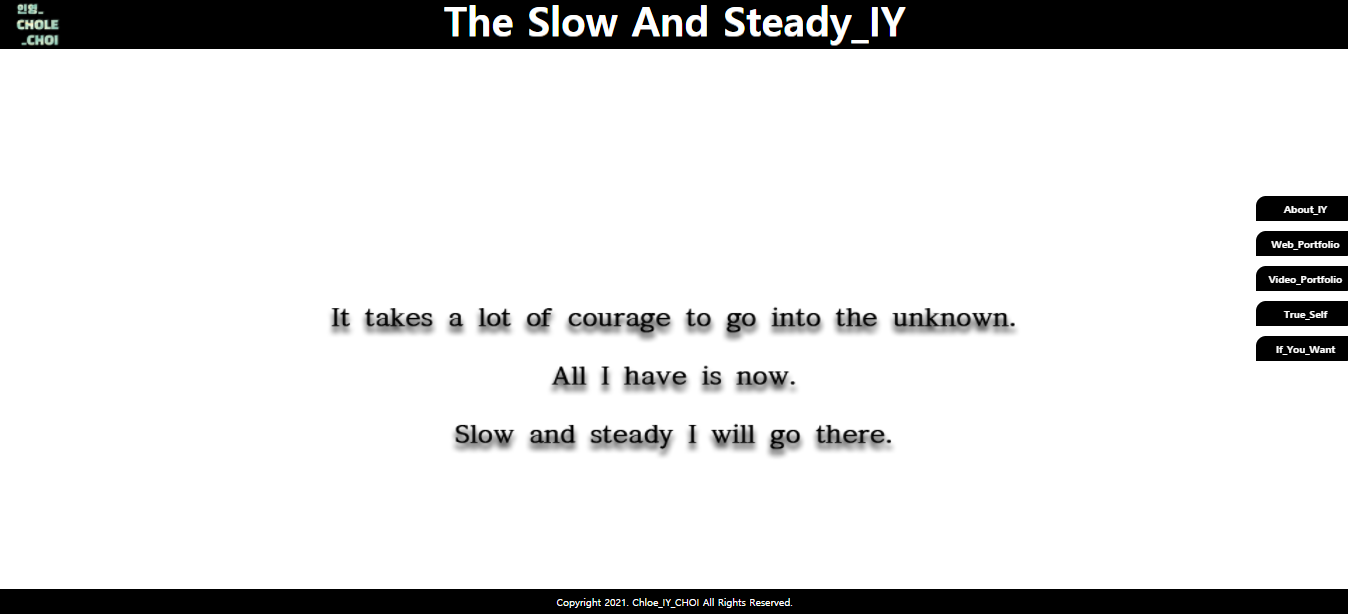 인영_
CHOLE
_CHOI
The Slow And Steady_IY
About_IY
Web_Portfolio
Video_Portfolio
True_Self
If_You_Want
It takes a lot of courage to go into the unknown.
All I have is now.
Slow and steady I will go there.
Copyright 2021. Chloe_IY_CHOI All Rights Reserved.